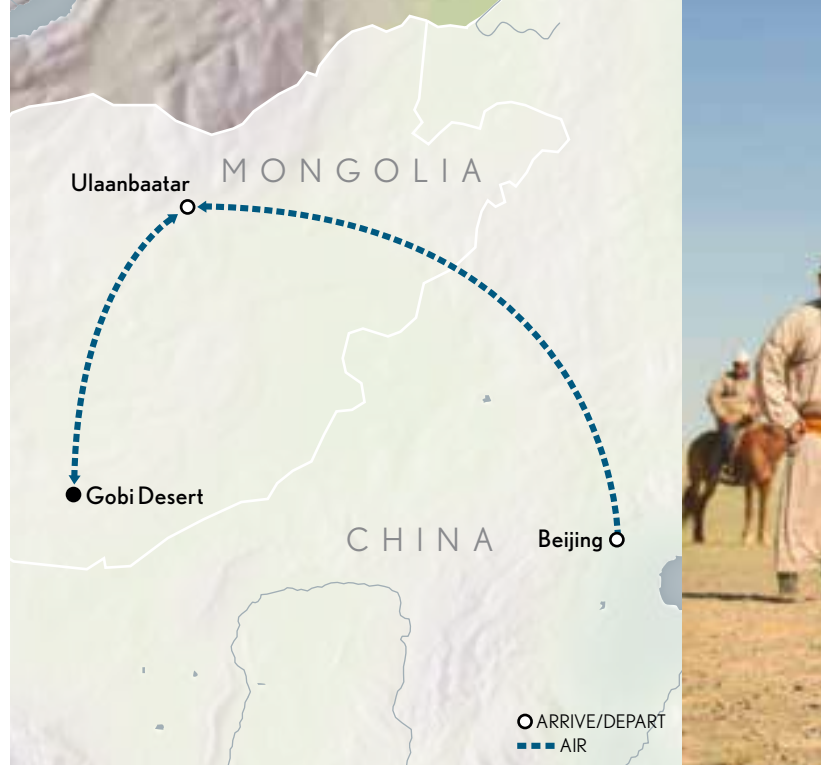 MONGOLIA
Ulaanbaatar
Gobi Desert
CHINA
Beijing
ARRIVE/DEPART
AIR